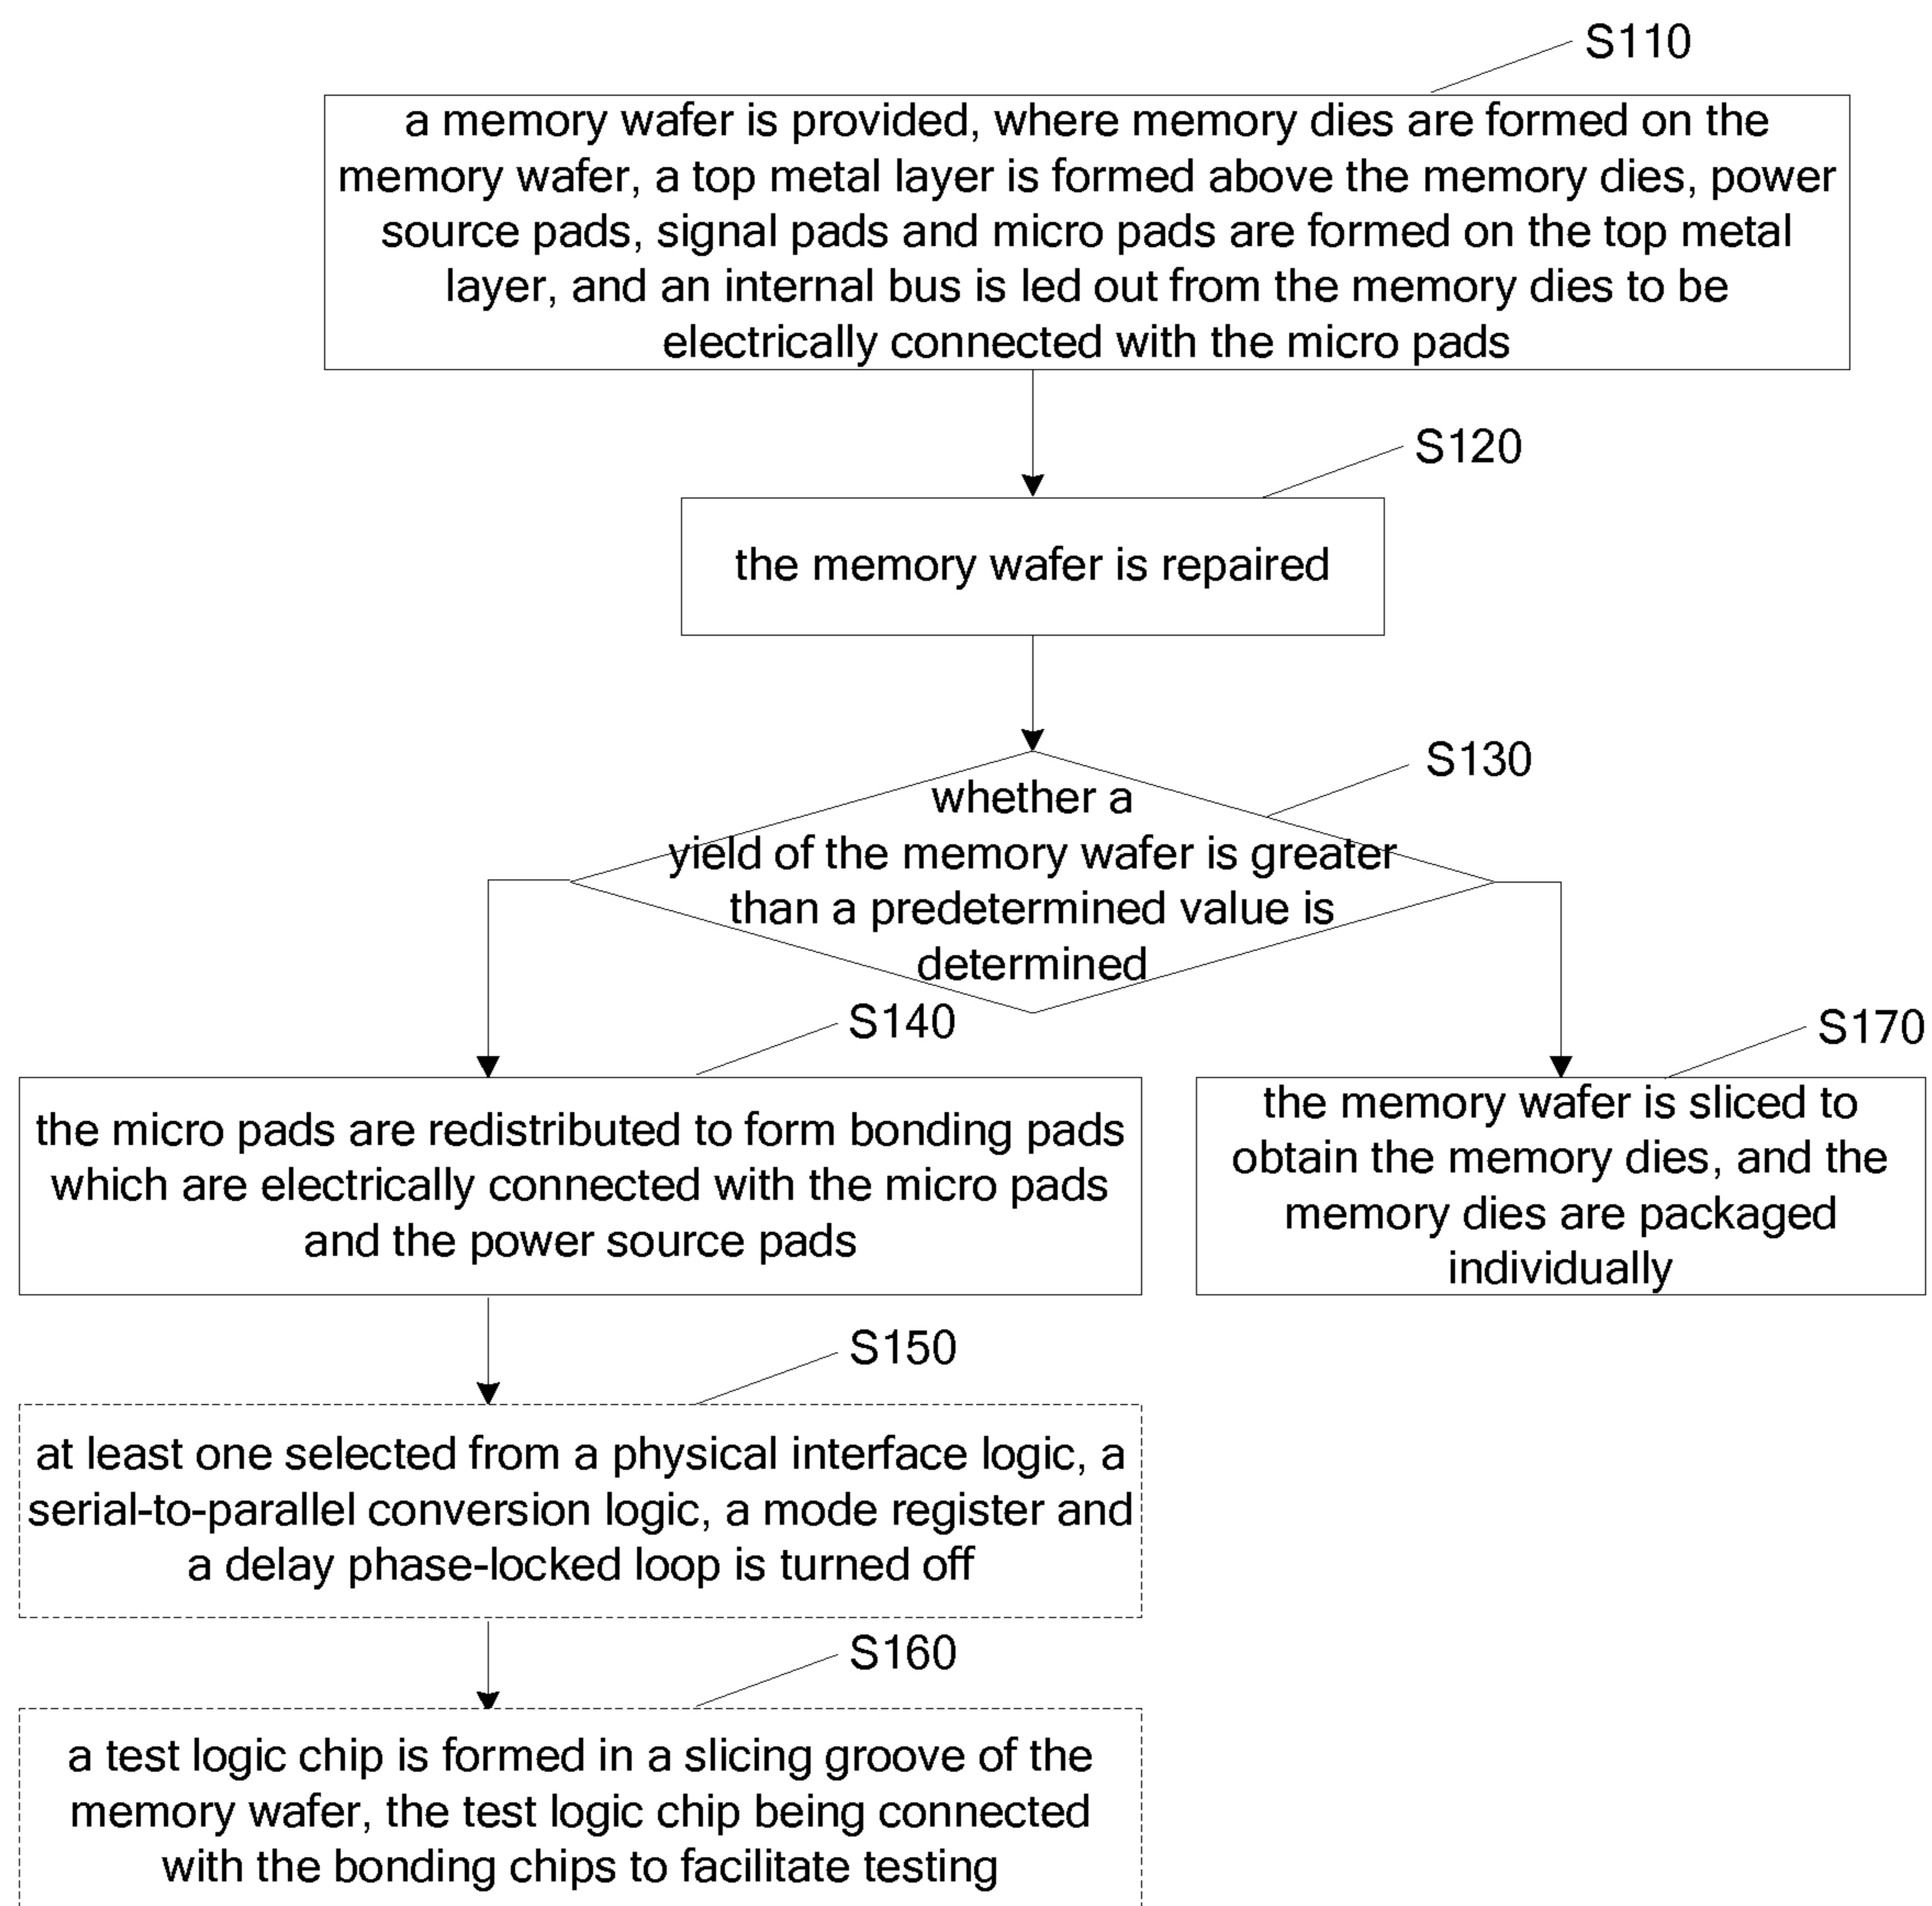 S110
a memory wafer is provided, where memory dies are formed on the
memory wafer, a top metal layer is formed above the memory dies, power
source pads, signal pads and micro pads are formed on the top metal
layer, and an internal bus is led out from the memory dies to be
electrically connected with the micro pads
S120
the memory wafer is repaired
S130
whether a
yield of the memory wafer is greater
than a predetermined value is
determined
S140
the micro pads are redistributed to form bonding pads
which are electrically connected with the micro pads
and the power source pads
S170
the memory wafer is sliced to
obtain the memory dies, and the
memory dies are packaged
individually
S150
at least one selected from a physical interface logic, a
serial-to-parallel conversion logic, a mode register and
a delay phase-locked loop is turned off
S160
a test logic chip is formed in a slicing groove of the
memory wafer, the test logic chip being connected
with the bonding chips to facilitate testing